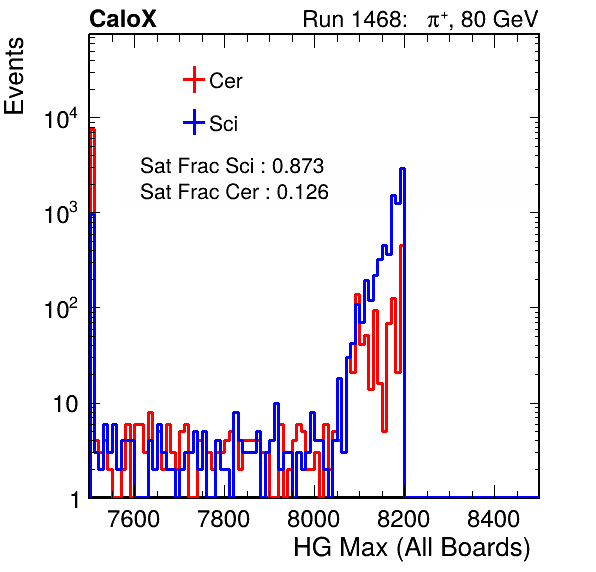 CaloX Run 1468: π⁺, 80 GeV
Events
Cer
Sci
Sat Frac Sci : 0.873
Sat Frac Cer : 0.126
10⁴
10³
10²
10
1
7600 7800 8000 8200 8400
HG Max (All Boards)